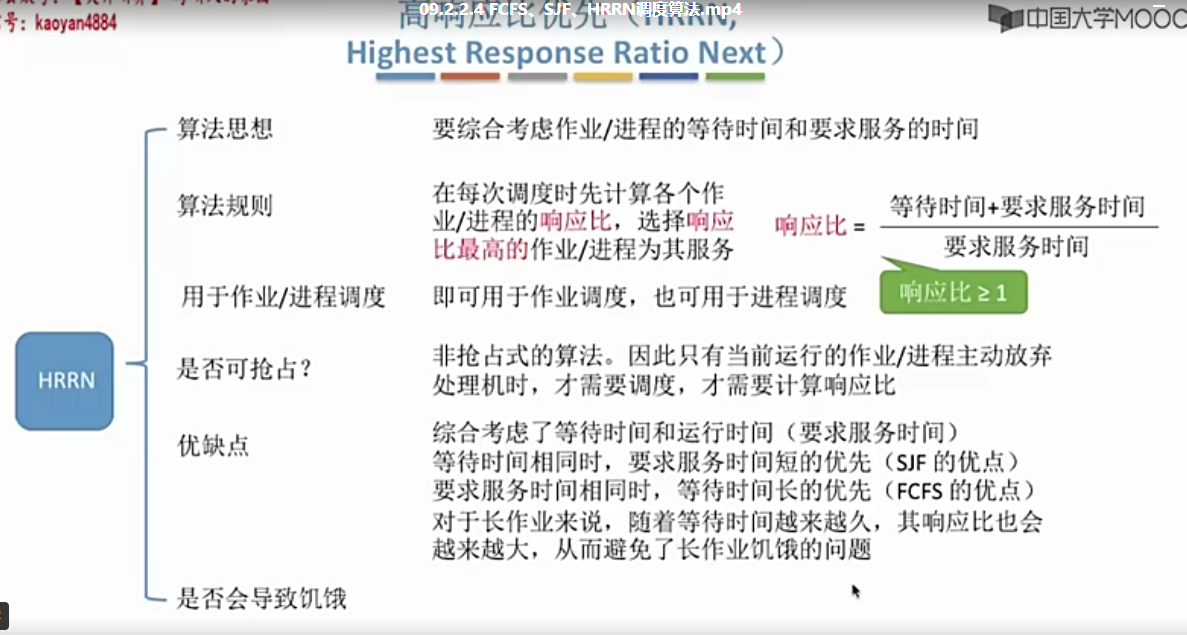 09.2.2.4 FCFS、SJF、HRRN调度算法.mp4
号：kaoyan4884
中国大学MOOC
高响应比优先（HRRN，
Highest Response Ratio Next）
算法思想
要综合考虑作业/进程的等待时间和要求服务的时间
算法规则
在每次调度时先计算各个作
业/进程的响应比，选择响应
比最高的作业/进程为其服务
响应比 =
等待时间+要求服务时间
要求服务时间
响应比 ≥ 1
用于作业/进程调度
即可用于作业调度，也可用于进程调度
是否可抢占？
非抢占式的算法。因此只有当前运行的作业/进程主动放弃
处理机时，才需要调度，才需要计算响应比
HRRN
优缺点
综合考虑了等待时间和运行时间（要求服务时间）
等待时间相同时，要求服务时间短的优先（SJF 的优点）
要求服务时间相同时，等待时间长的优先（FCFS 的优点）
对于长作业来说，随着等待时间越来越久，其响应比也会
越来越大，从而避免了长作业饥饿的问题
是否会导致饥饿